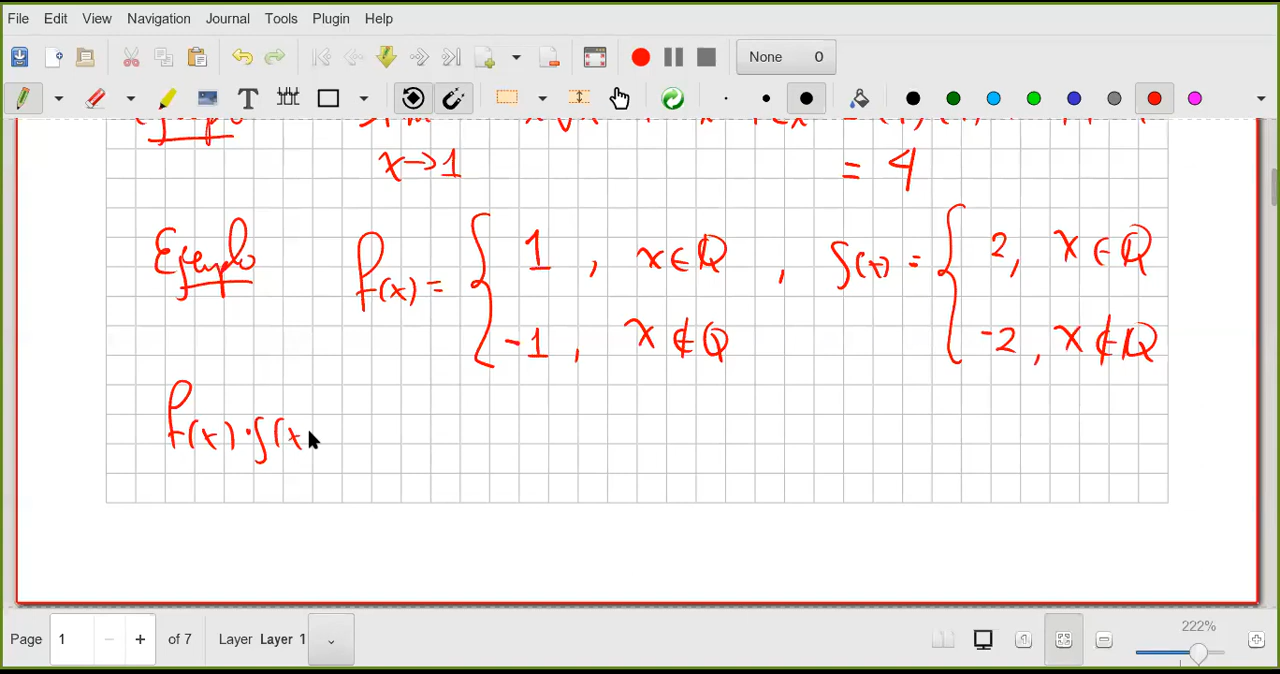 File Edit View Navigation Journal Tools Plugin Help
None 0
x→1
= 4
Ejemplo f(x) = { 1 , x∈ℚ , g(x) = { 2, x∈ℚ
-1 , x∉ℚ -2, x∉ℚ
f(x)·g(x
Page 1 of 7 Layer Layer 1 222%